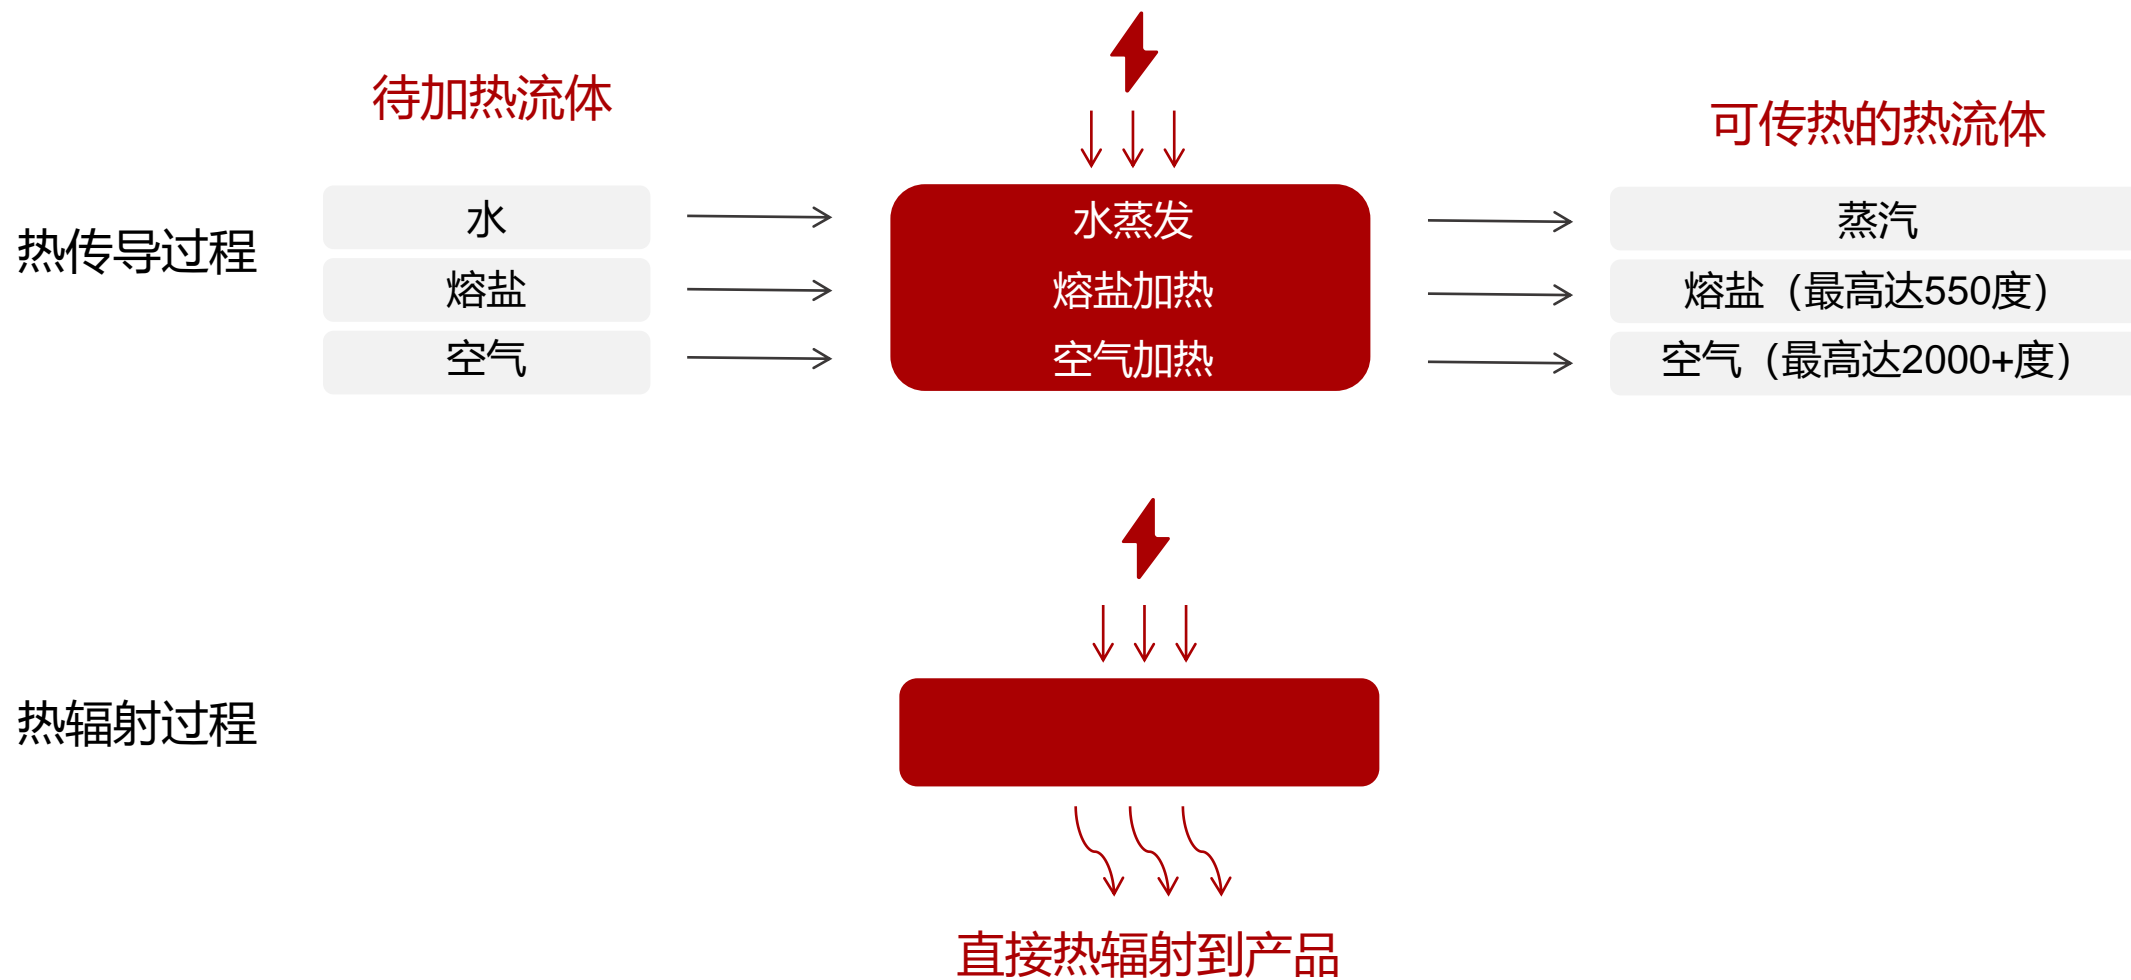 待加热流体
可传热的热流体
热传导过程
水
水蒸发
蒸汽
熔盐
熔盐加热
熔盐（最高达550度）
空气
空气加热
空气（最高达2000+度）
热辐射过程
直接热辐射到产品